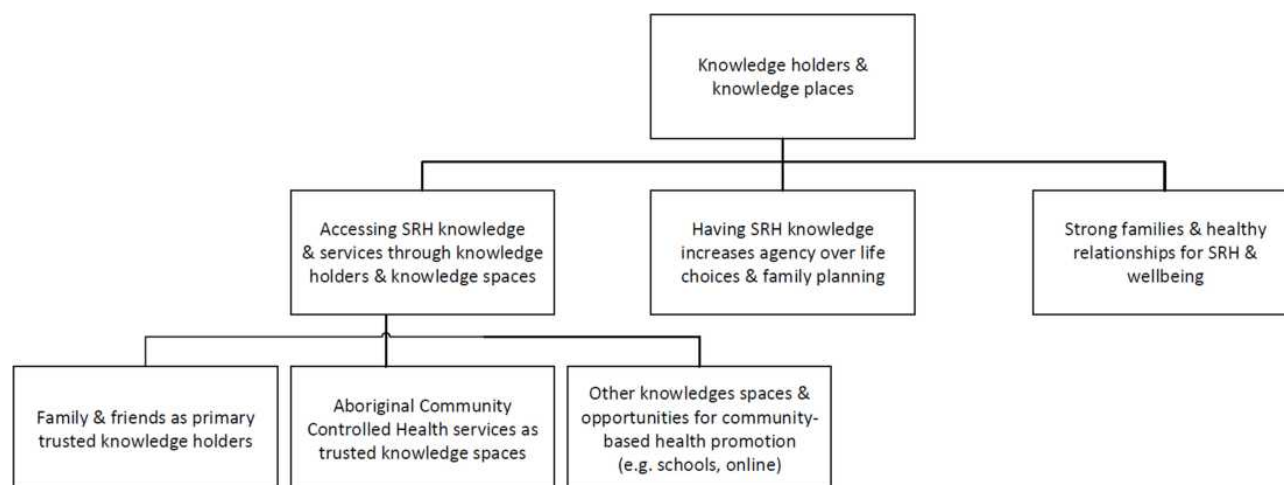 Knowledge holders &
knowledge places
Accessing SRH knowledge
& services through knowledge
holders & knowledge spaces
Having SRH knowledge
increases agency over life
choices & family planning
Strong families & healthy
relationships for SRH &
wellbeing
Family & friends as primary
trusted knowledge holders
Aboriginal Community
Controlled Health services as
trusted knowledge spaces
Other knowledges spaces &
opportunities for community-
based health promotion
(e.g. schools, online)